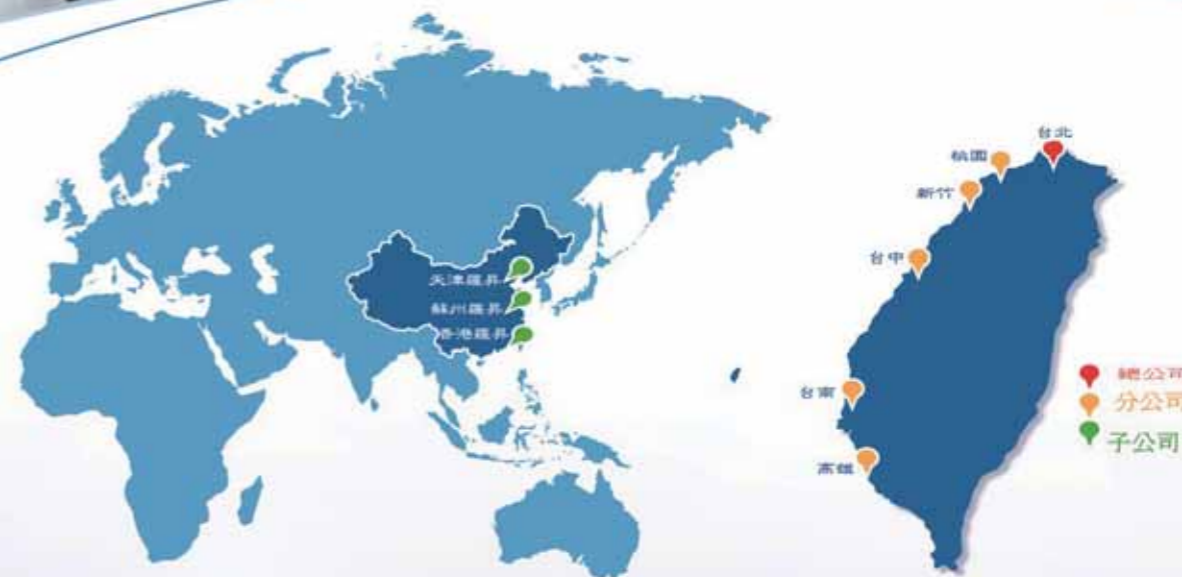 天津羅昇
蘇州羅昇
香港羅昇
台北
桃園
新竹
台中
台南
高雄
總公司
分公司
子公司